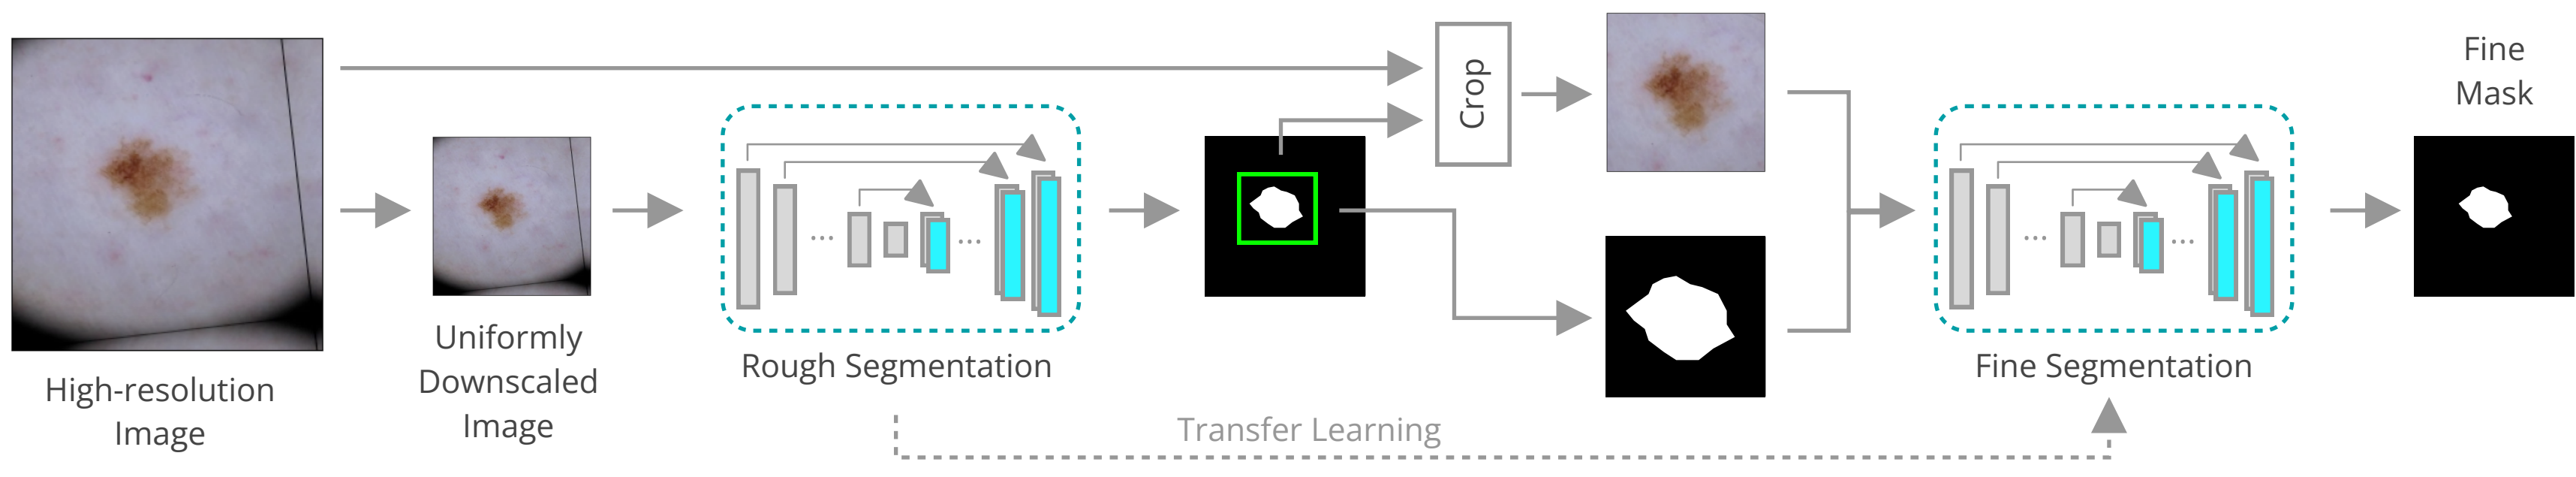 High-resolution
Image
Uniformly
Downscaled
Image
Rough Segmentation
Transfer Learning
Crop
Fine Segmentation
Fine
Mask